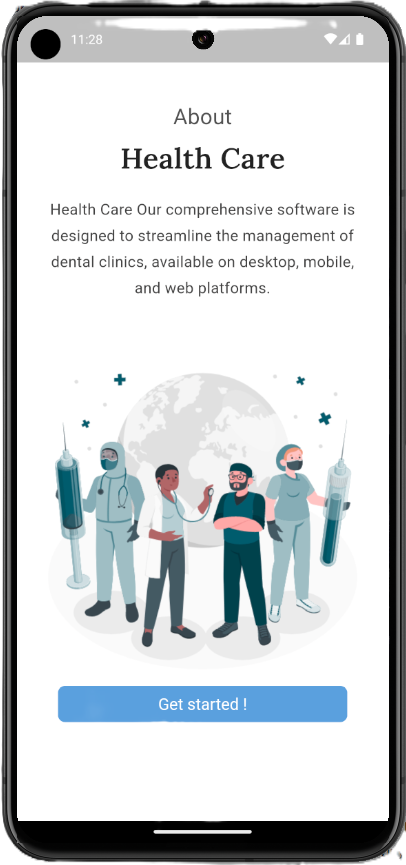 11:28
About
Health Care
Health Care Our comprehensive software is
designed to streamline the management of
dental clinics, available on desktop, mobile,
and web platforms.
Get started !